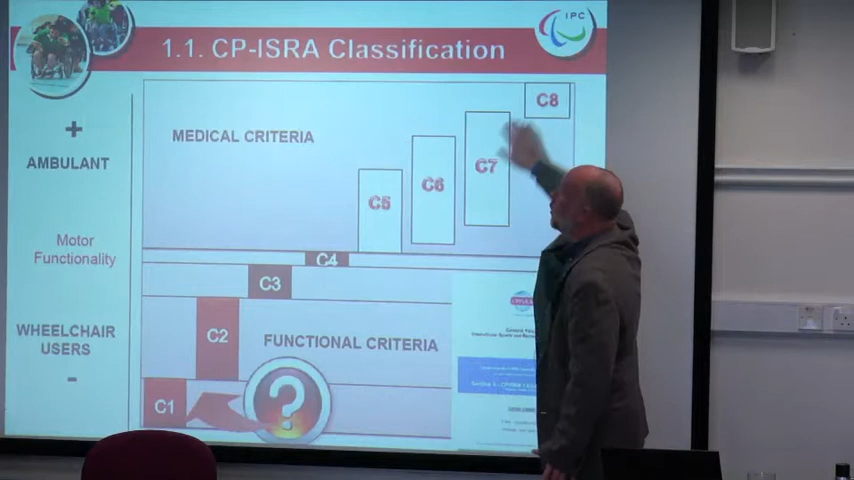 1.1. CP-ISRA Classification
IPC
+
AMBULANT
Motor
Functionality
WHEELCHAIR
USERS
-
MEDICAL CRITERIA
C8
C7
C6
C5
C4
C3
C2
FUNCTIONAL CRITERIA
C1
?